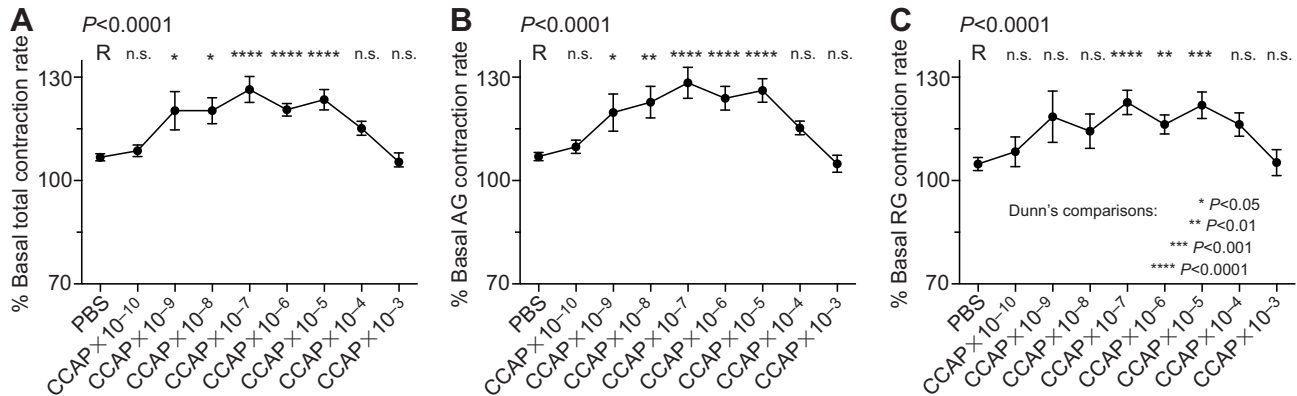 A
P<0.0001
R n.s. * * **** **** **** n.s. n.s.
% Basal total contraction rate
130
100
70
PBS
CCAP×10⁻¹⁰
CCAP×10⁻⁹
CCAP×10⁻⁸
CCAP×10⁻⁷
CCAP×10⁻⁶
CCAP×10⁻⁵
CCAP×10⁻⁴
CCAP×10⁻³
B
P<0.0001
R n.s. * ** **** **** **** n.s. n.s.
% Basal AG contraction rate
130
100
70
PBS
CCAP×10⁻¹⁰
CCAP×10⁻⁹
CCAP×10⁻⁸
CCAP×10⁻⁷
CCAP×10⁻⁶
CCAP×10⁻⁵
CCAP×10⁻⁴
CCAP×10⁻³
C
P<0.0001
R n.s. n.s. n.s. **** ** *** n.s. n.s.
% Basal RG contraction rate
130
100
70
Dunn's comparisons: * P<0.05
** P<0.01
*** P<0.001
**** P<0.0001
PBS
CCAP×10⁻¹⁰
CCAP×10⁻⁹
CCAP×10⁻⁸
CCAP×10⁻⁷
CCAP×10⁻⁶
CCAP×10⁻⁵
CCAP×10⁻⁴
CCAP×10⁻³